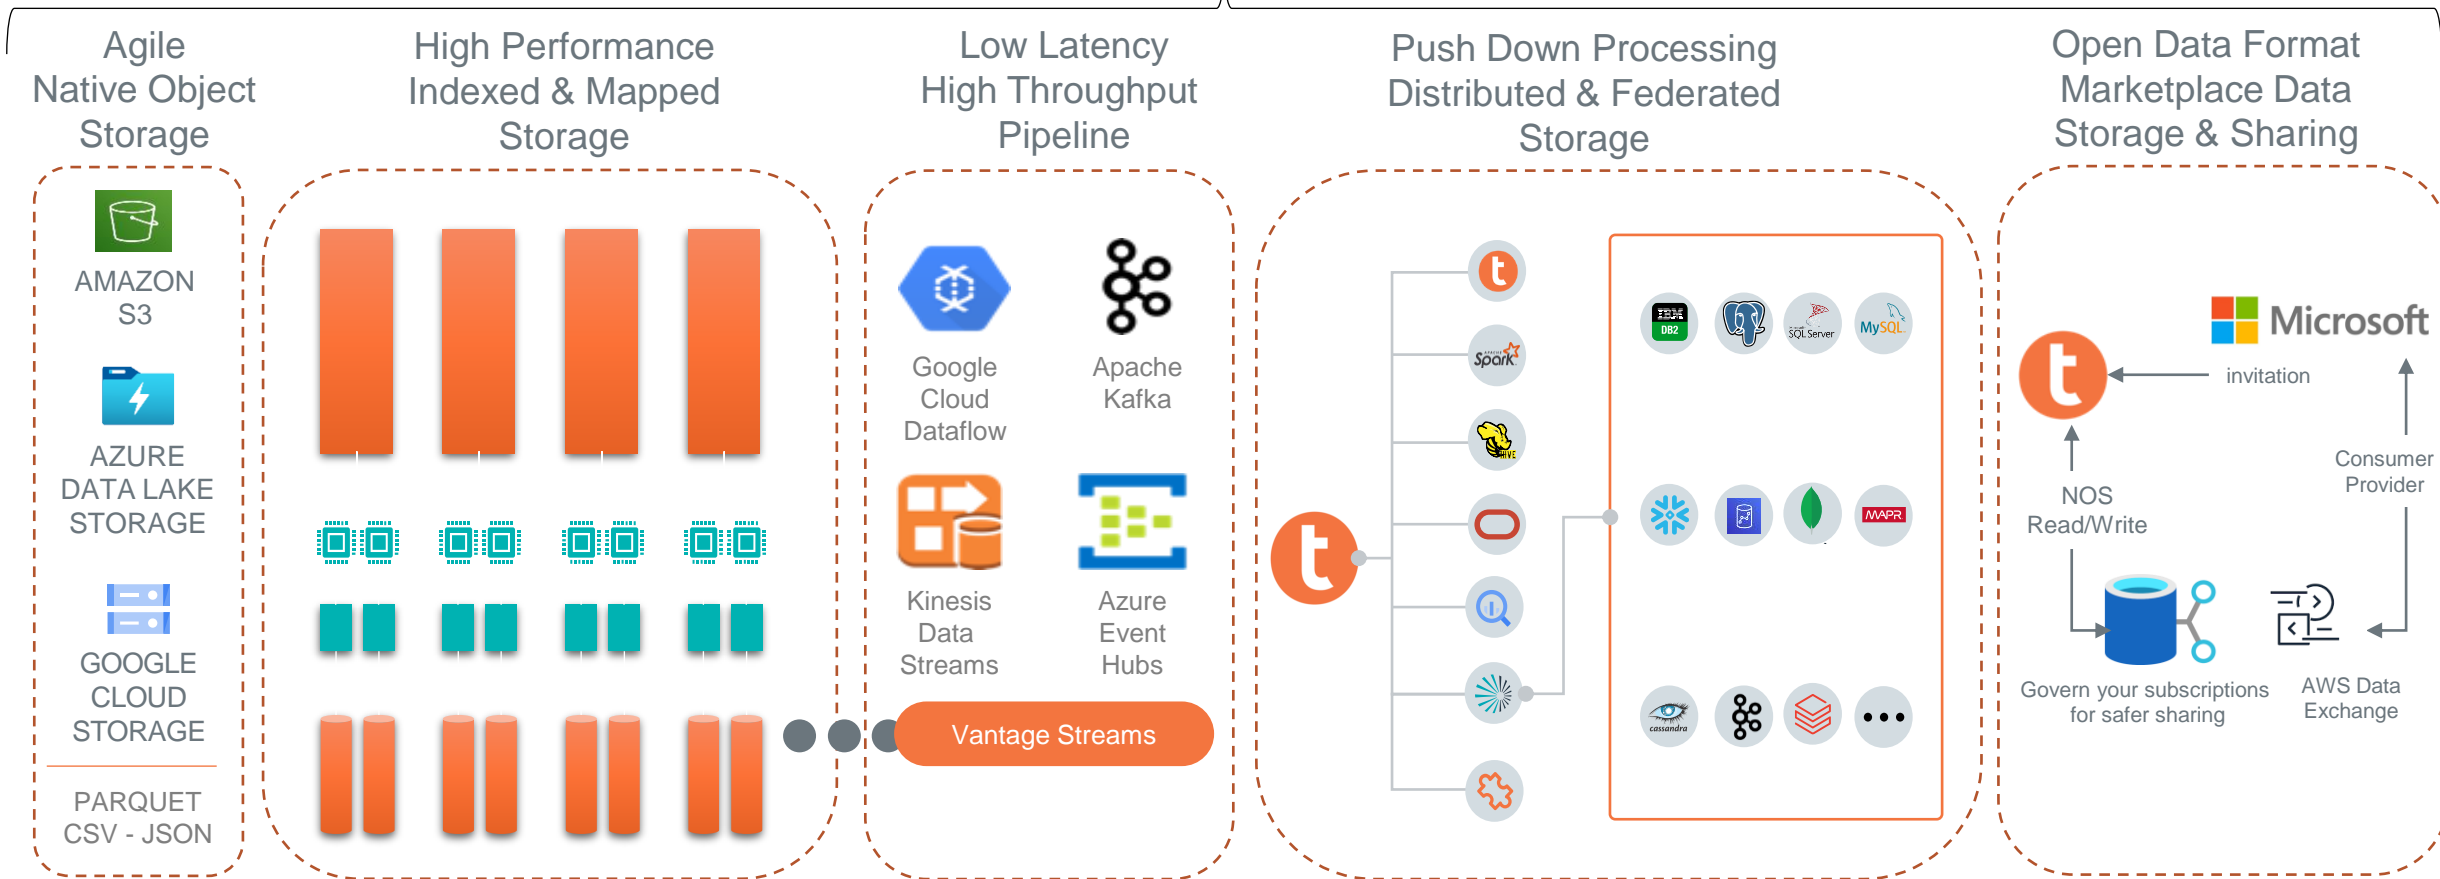 Agile
Native Object
Storage
High Performance
Indexed & Mapped
Storage
Low Latency
High Throughput
Pipeline
Push Down Processing
Distributed & Federated
Storage
Open Data Format
Marketplace Data
Storage & Sharing
AMAZON
S3
AZURE
DATA LAKE
STORAGE
GOOGLE
CLOUD
STORAGE
PARQUET
CSV - JSON
Google
Cloud
Dataflow
Apache
Kafka
Kinesis
Data
Streams
Azure
Event
Hubs
Vantage Streams
t
t
APACHE
Spark
HIVE
IBM
DB2
SQL Server
MySQL
MAPR
cassandra
Microsoft
t
invitation
Consumer
Provider
NOS
Read/Write
Govern your subscriptions
for safer sharing
AWS Data
Exchange